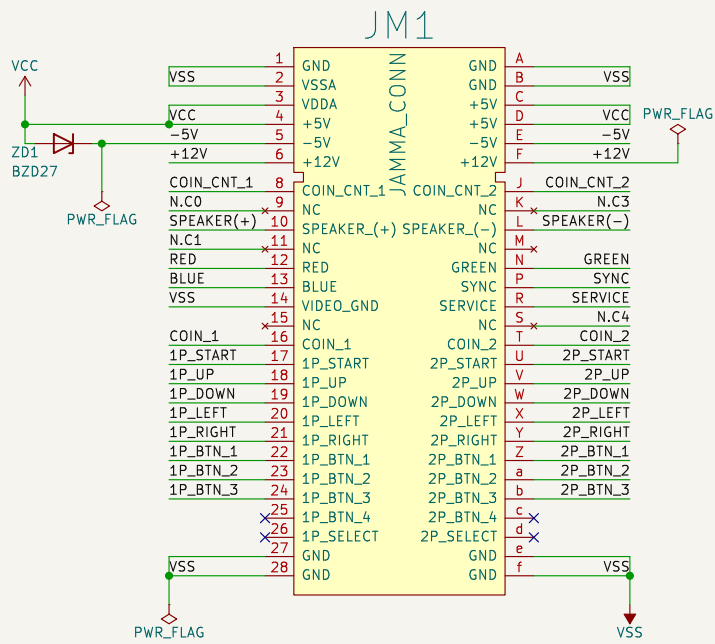 JM1
JAMMA_CONN
VCC
ZD1
BZD27
PWR_FLAG
PWR_FLAG
1 GND GND A
VSS 2 VSSA GND B VSS
3 VDDA +5V C
VCC 4 +5V +5V D VCC
-5V 5 -5V -5V E -5V
+12V 6 +12V +12V F +12V
COIN_CNT_1 8 COIN_CNT_1 COIN_CNT_2 J COIN_CNT_2
N.C0 9 NC NC K N.C3
SPEAKER(+) 10 SPEAKER_(+) SPEAKER_(-) L SPEAKER(-)
N.C1 11 NC NC M
RED 12 RED GREEN N GREEN
BLUE 13 BLUE SYNC P SYNC
VSS 14 VIDEO_GND SERVICE R SERVICE
15 NC NC S N.C4
COIN_1 16 COIN_1 COIN_2 T COIN_2
1P_START 17 1P_START 2P_START U 2P_START
1P_UP 18 1P_UP 2P_UP V 2P_UP
1P_DOWN 19 1P_DOWN 2P_DOWN W 2P_DOWN
1P_LEFT 20 1P_LEFT 2P_LEFT X 2P_LEFT
1P_RIGHT 21 1P_RIGHT 2P_RIGHT Y 2P_RIGHT
1P_BTN_1 22 1P_BTN_1 2P_BTN_1 Z 2P_BTN_1
1P_BTN_2 23 1P_BTN_2 2P_BTN_2 a 2P_BTN_2
1P_BTN_3 24 1P_BTN_3 2P_BTN_3 b 2P_BTN_3
25 1P_BTN_4 2P_BTN_4 c
26 1P_SELECT 2P_SELECT d
27 GND GND e
VSS 28 GND GND f VSS
PWR_FLAG
VSS